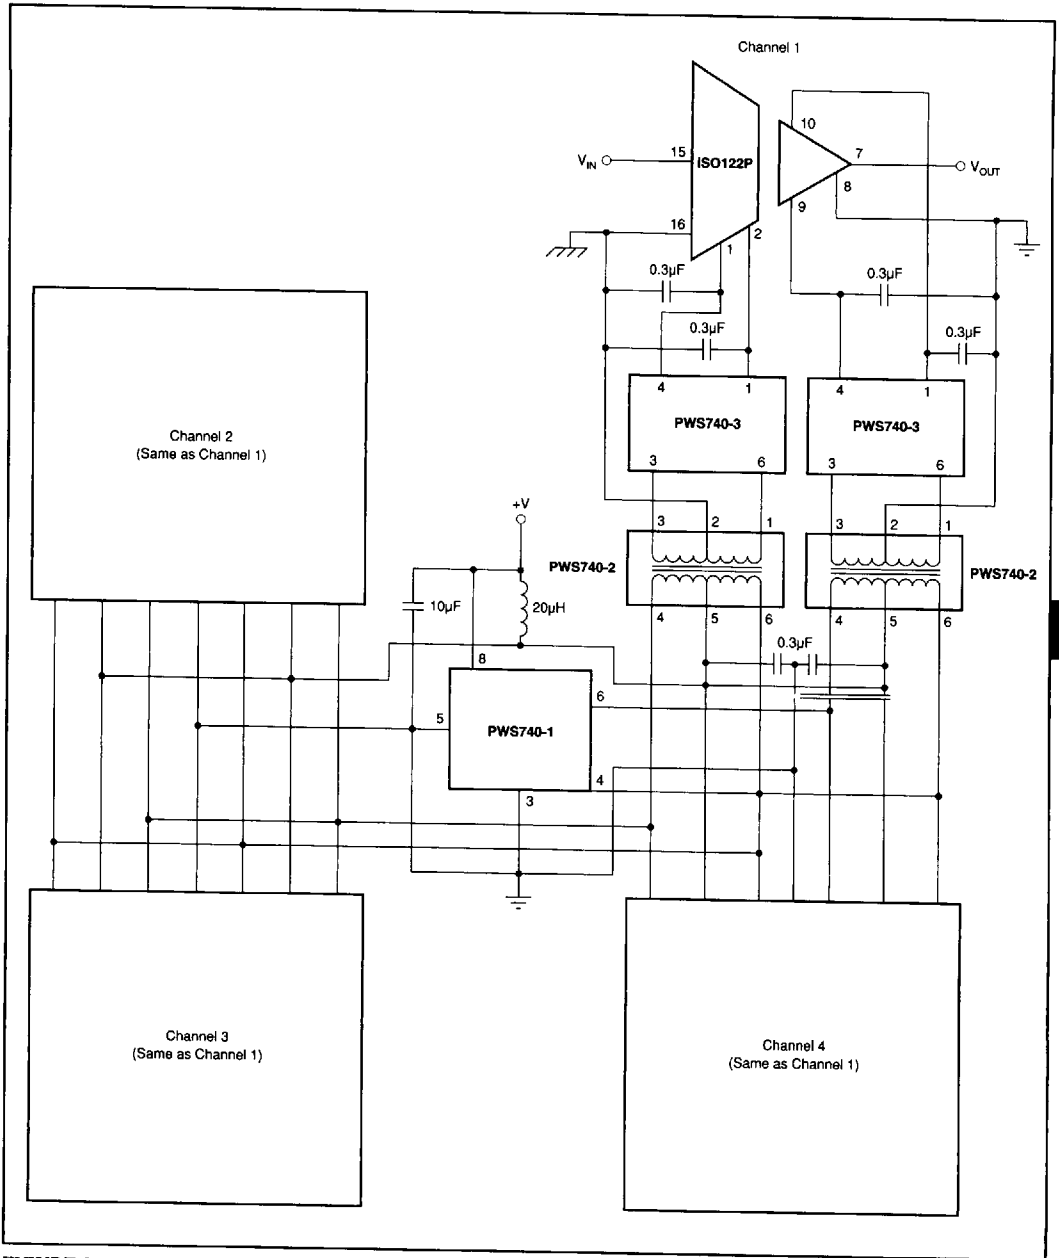 Channel 1
10
7
V_IN
15
ISO122P
V_OUT
8
9
16
2
1
0.3µF
0.3µF
0.3µF
0.3µF
4
1
4
1
PWS740-3
PWS740-3
3
6
3
6
Channel 2
(Same as Channel 1)
+V
3
2
1
3
2
1
PWS740-2
PWS740-2
10µF
20µH
4
5
6
4
5
6
0.3µF
8
6
5
PWS740-1
4
3
Channel 3
(Same as Channel 1)
Channel 4
(Same as Channel 1)